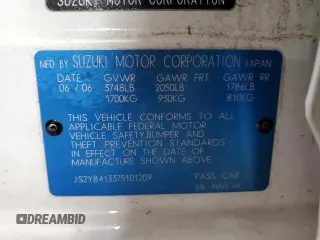 SUZUKI MOTOR CORPORATION
MFD BY SUZUKI MOTOR CORPORATION JAPAN
DATE GVWR GAWR FRT GAWR RR
06 / 06 3748LB 2050LB 1786LB
1700KG 930KG 810KG
THIS VEHICLE CONFORMS TO ALL
APPLICABLE FEDERAL MOTOR
VEHICLE SAFETY,BUMPER AND
THEFT PREVENTION STANDARDS
IN EFFECT ON THE DATE OF
MANUFACTURE SHOWN ABOVE.
JS2YB413375101209 PASS CAR
DREAMBID